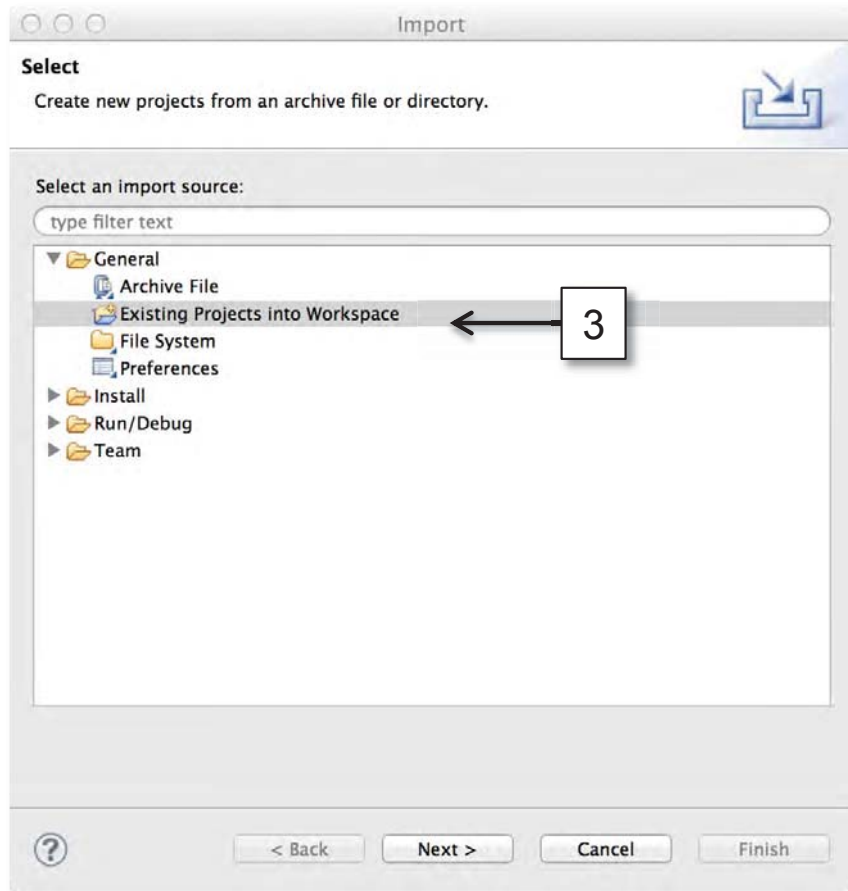 Import
Select
Create new projects from an archive file or directory.
Select an import source:
type filter text
General
Archive File
Existing Projects into Workspace
3
File System
Preferences
Install
Run/Debug
Team
?
< Back
Next >
Cancel
Finish